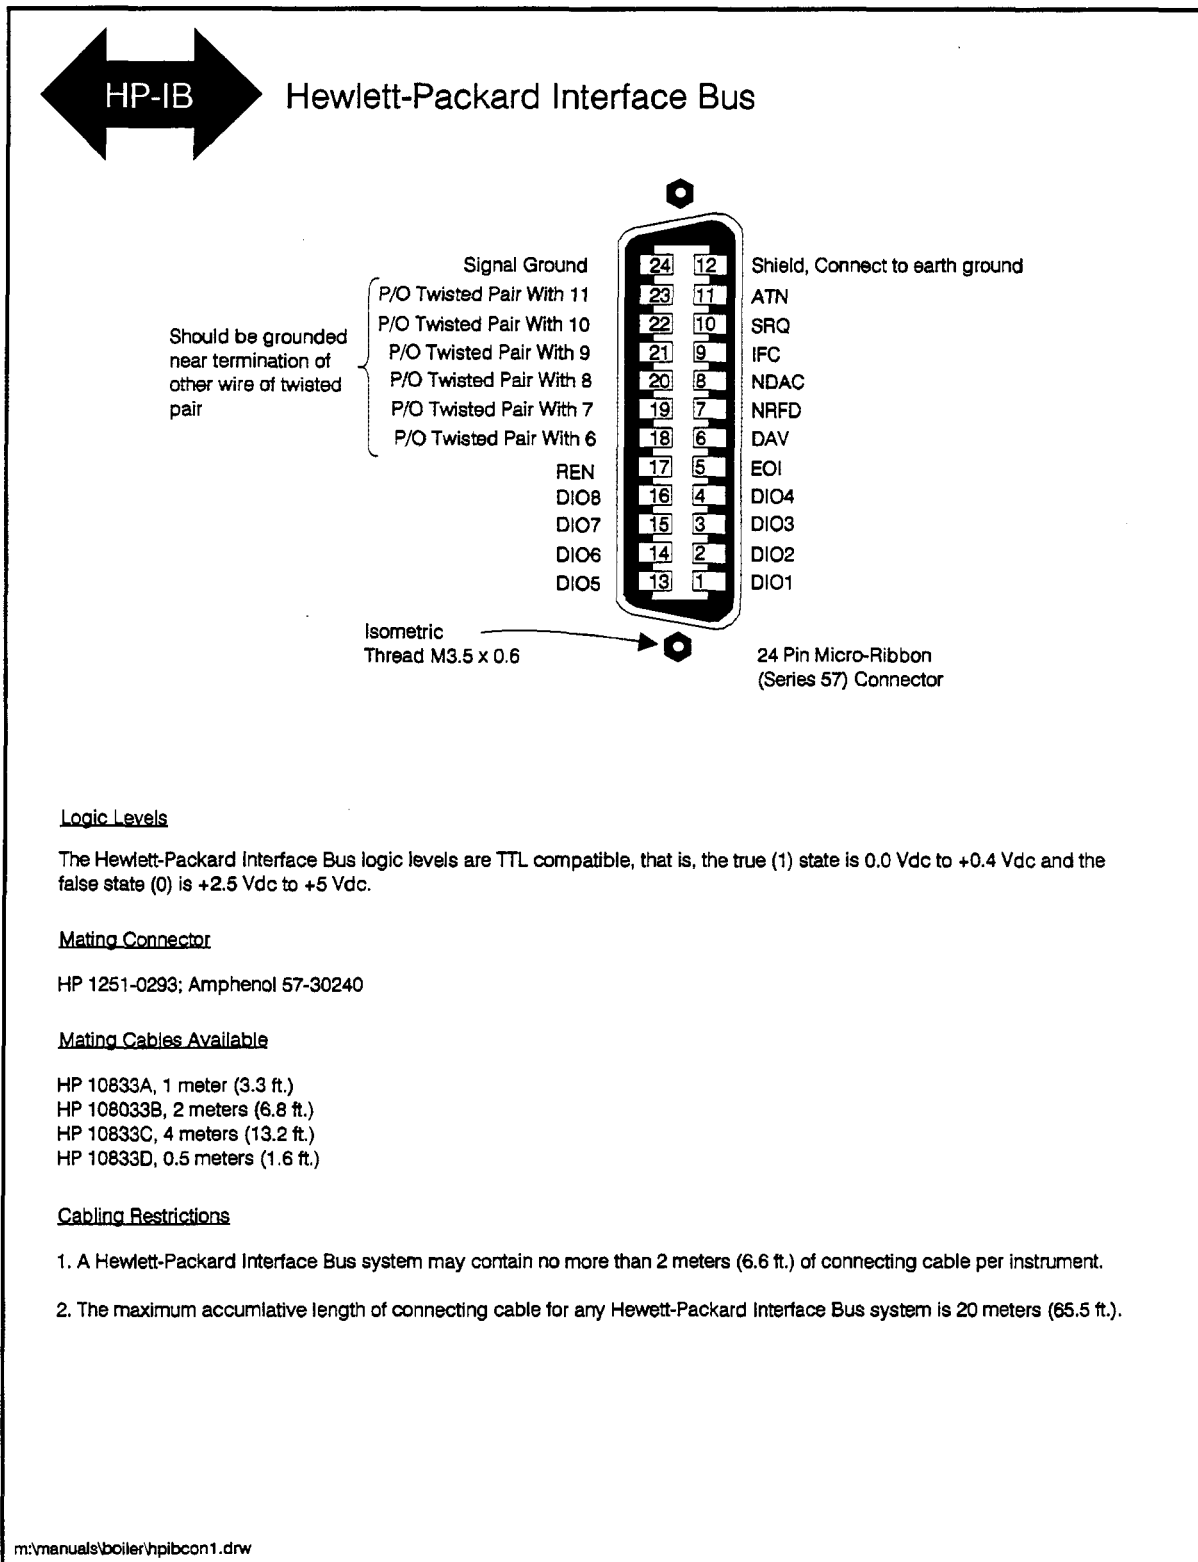 HP-IB
Hewlett-Packard Interface Bus
Signal Ground 24 12 Shield, Connect to earth ground
P/O Twisted Pair With 11 23 11 ATN
P/O Twisted Pair With 10 22 10 SRQ
P/O Twisted Pair With 9 21 9 IFC
P/O Twisted Pair With 8 20 8 NDAC
P/O Twisted Pair With 7 19 7 NRFD
P/O Twisted Pair With 6 18 6 DAV
REN 17 5 EOI
DIO8 16 4 DIO4
DIO7 15 3 DIO3
DIO6 14 2 DIO2
DIO5 13 1 DIO1
Should be grounded
near termination of
other wire of twisted
pair
Isometric
Thread M3.5 x 0.6
24 Pin Micro-Ribbon
(Series 57) Connector
Logic Levels
The Hewlett-Packard Interface Bus logic levels are TTL compatible, that is, the true (1) state is 0.0 Vdc to +0.4 Vdc and the
false state (0) is +2.5 Vdc to +5 Vdc.
Mating Connector
HP 1251-0293; Amphenol 57-30240
Mating Cables Available
HP 10833A, 1 meter (3.3 ft.)
HP 108033B, 2 meters (6.8 ft.)
HP 10833C, 4 meters (13.2 ft.)
HP 10833D, 0.5 meters (1.6 ft.)
Cabling Restrictions
1. A Hewlett-Packard Interface Bus system may contain no more than 2 meters (6.6 ft.) of connecting cable per instrument.
2. The maximum accumlative length of connecting cable for any Hewett-Packard Interface Bus system is 20 meters (65.5 ft.).
m:\manuals\boiler\hpibcon1.drw